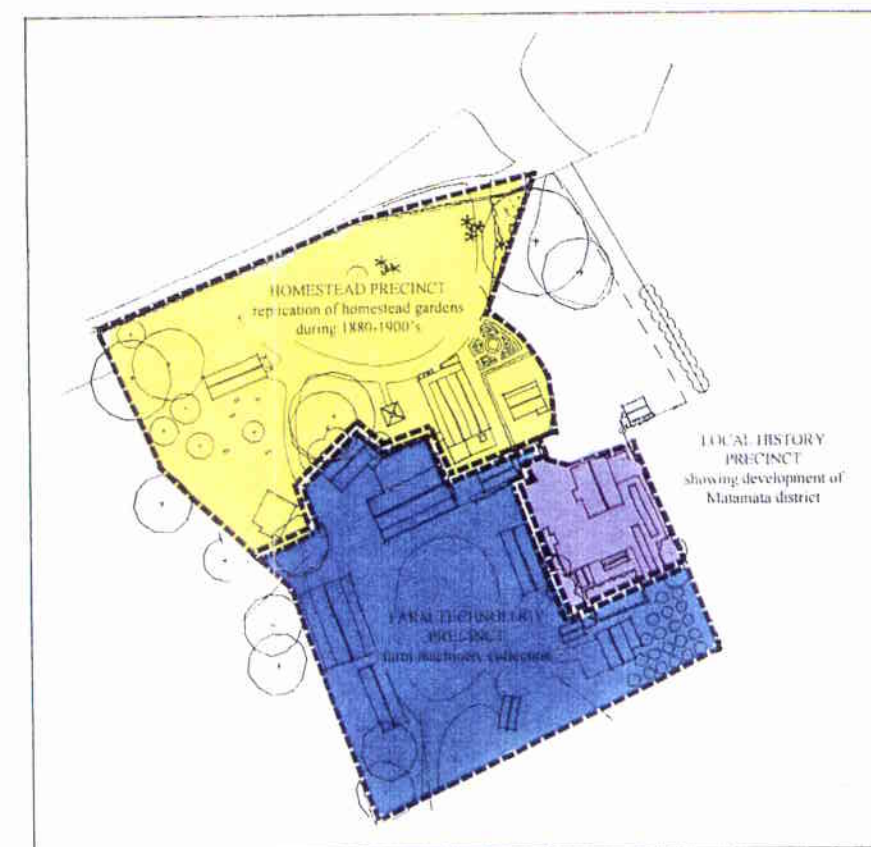 HOMESTEAD PRECINCT
replication of homestead gardens
during 1880-1900's
LOCAL HISTORY
PRECINCT
showing development of
Matamata district
FARM TECHNOLOGY
PRECINCT
farm machinery collection